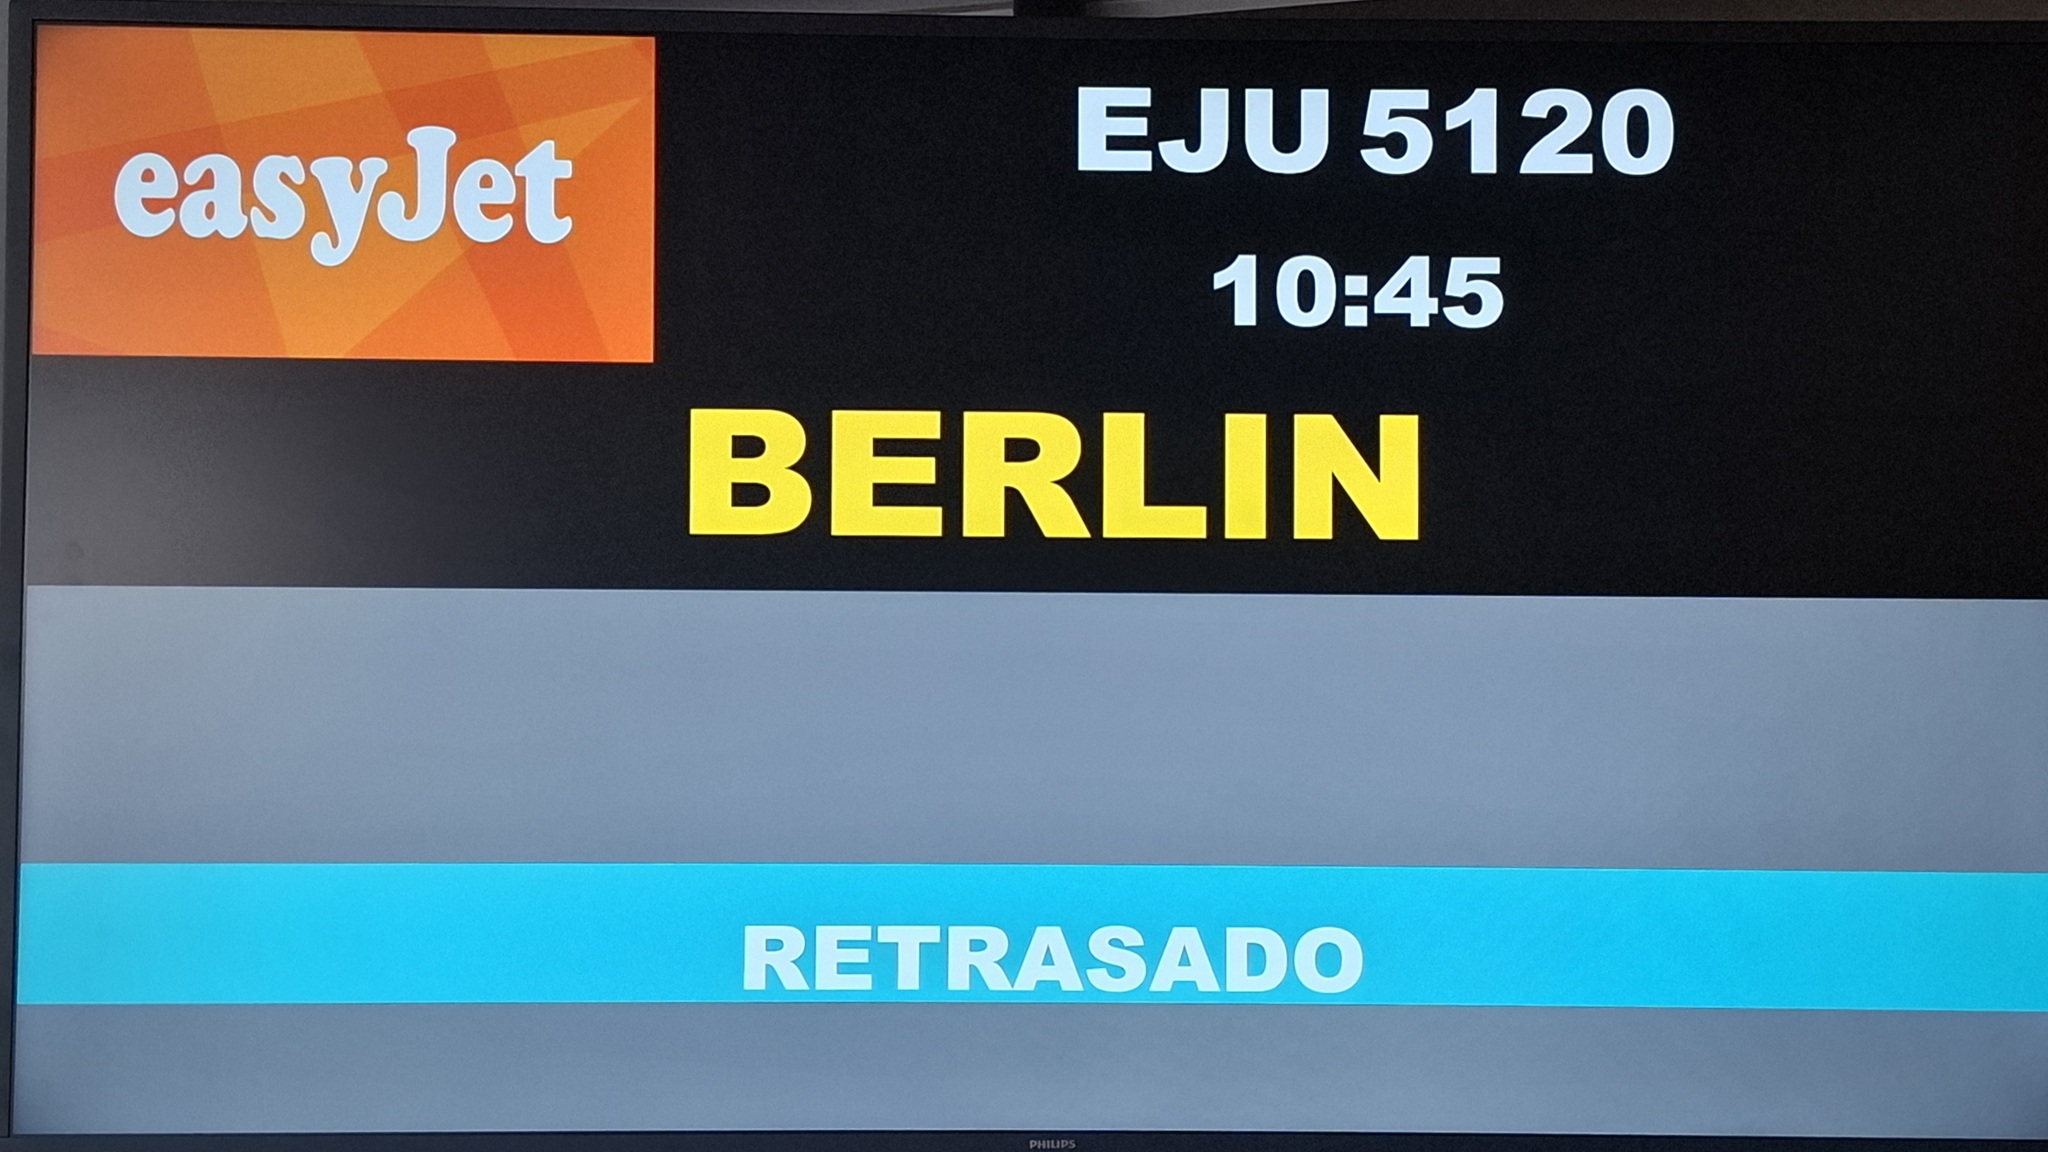 easyJet
EJU 5120
10:45
BERLIN
RETRASADO
PHILIPS